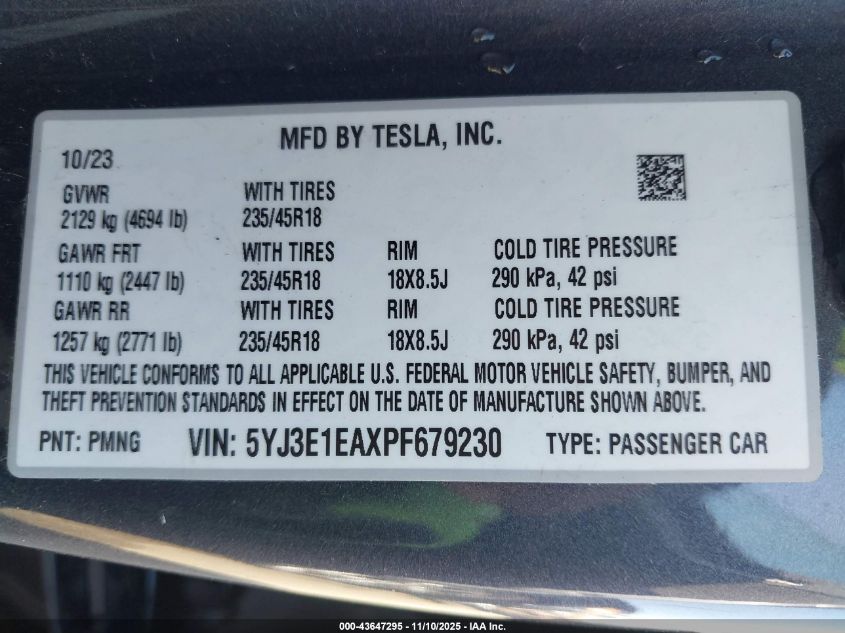 MFD BY TESLA, INC.
10/23
GVWR WITH TIRES
2129 kg (4694 lb) 235/45R18
GAWR FRT WITH TIRES RIM COLD TIRE PRESSURE
1110 kg (2447 lb) 235/45R18 18X8.5J 290 kPa, 42 psi
GAWR RR WITH TIRES RIM COLD TIRE PRESSURE
1257 kg (2771 lb) 235/45R18 18X8.5J 290 kPa, 42 psi
THIS VEHICLE CONFORMS TO ALL APPLICABLE U.S. FEDERAL MOTOR VEHICLE SAFETY, BUMPER, AND
THEFT PREVENTION STANDARDS IN EFFECT ON THE DATE OF MANUFACTURE SHOWN ABOVE.
PNT: PMNG VIN: 5YJ3E1EAXPF679230 TYPE: PASSENGER CAR
000-43647295 - 11/10/2025 - IAA Inc.